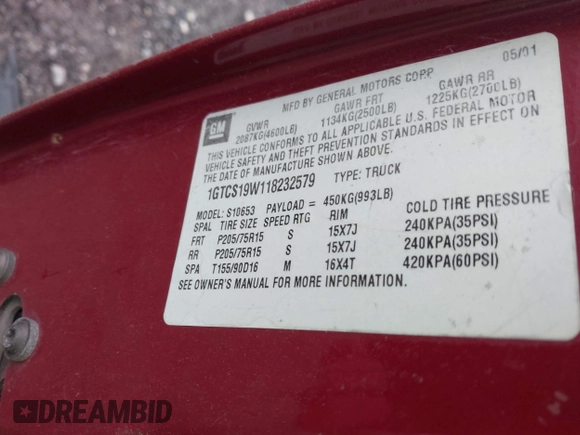 05/01
MFD BY GENERAL MOTORS CORP
GM
GVWR GAWR FRT GAWR RR
2087KG(4600LB) 1134KG(2500LB) 1225KG(2700LB)
THIS VEHICLE CONFORMS TO ALL APPLICABLE U.S. FEDERAL MOTOR
VEHICLE SAFETY AND THEFT PREVENTION STANDARDS IN EFFECT ON
THE DATE OF MANUFACTURE SHOWN ABOVE.
1GTCS19W118232579 TYPE: TRUCK
MODEL: S10653 PAYLOAD = 450KG(993LB)
SPAL TIRE SIZE SPEED RTG RIM COLD TIRE PRESSURE
FRT P205/75R15 S 15X7J 240KPA(35PSI)
RR P205/75R15 S 15X7J 240KPA(35PSI)
SPA T155/90D16 M 16X4T 420KPA(60PSI)
SEE OWNER'S MANUAL FOR MORE INFORMATION.
DREAMBID